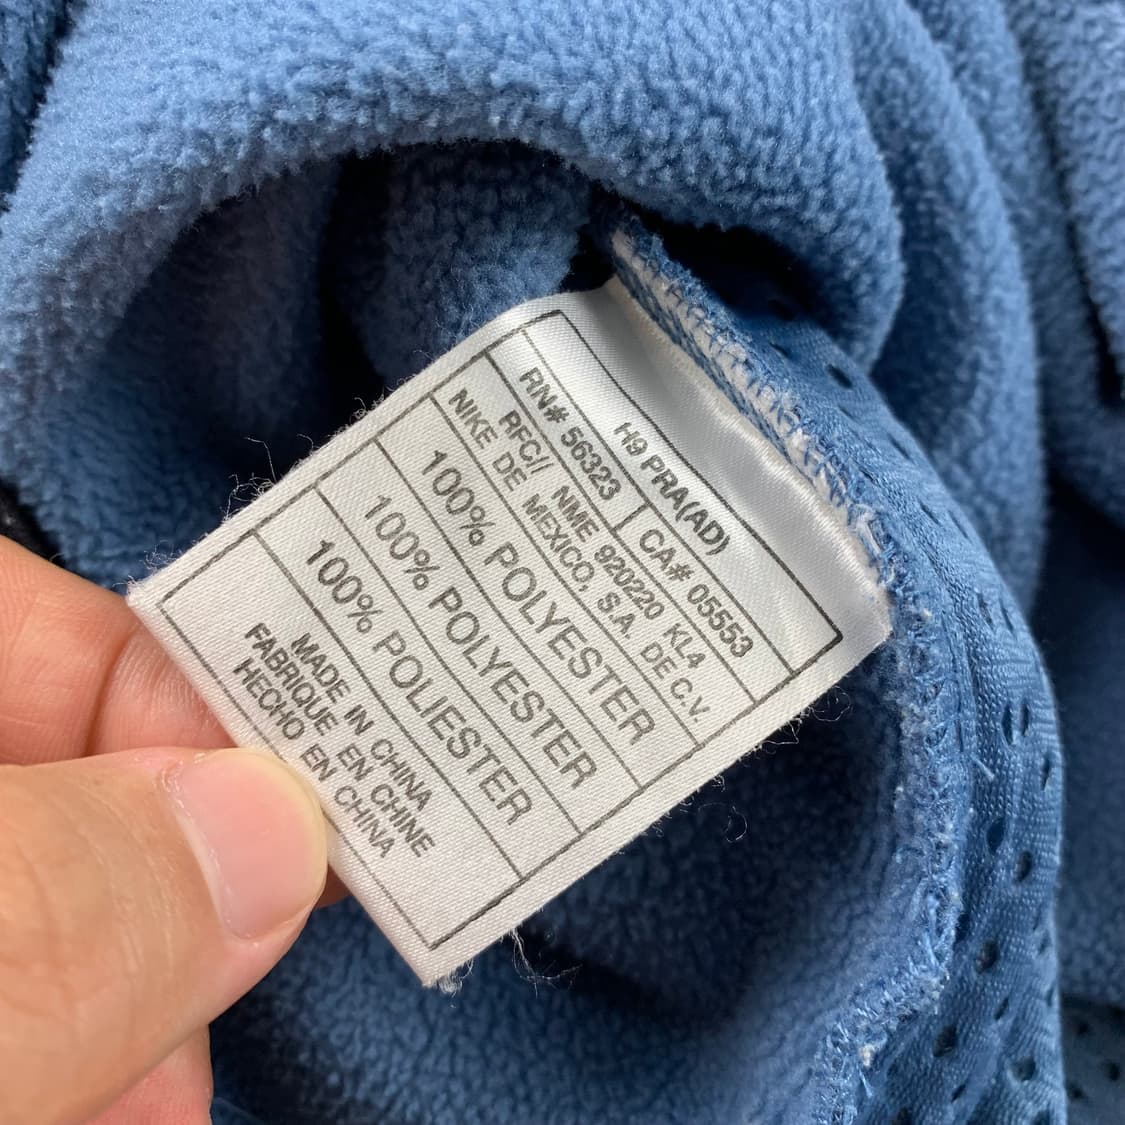 H9 PRA(AD)
RN# 56323 CA# 05553
RFC// NME 920220 KL4
NIKE DE MEXICO, S.A. DE C.V.
100% POLYESTER
100% POLYESTER
100% POLIESTER
MADE IN CHINA
FABRIQUE EN CHINE
HECHO EN CHINA